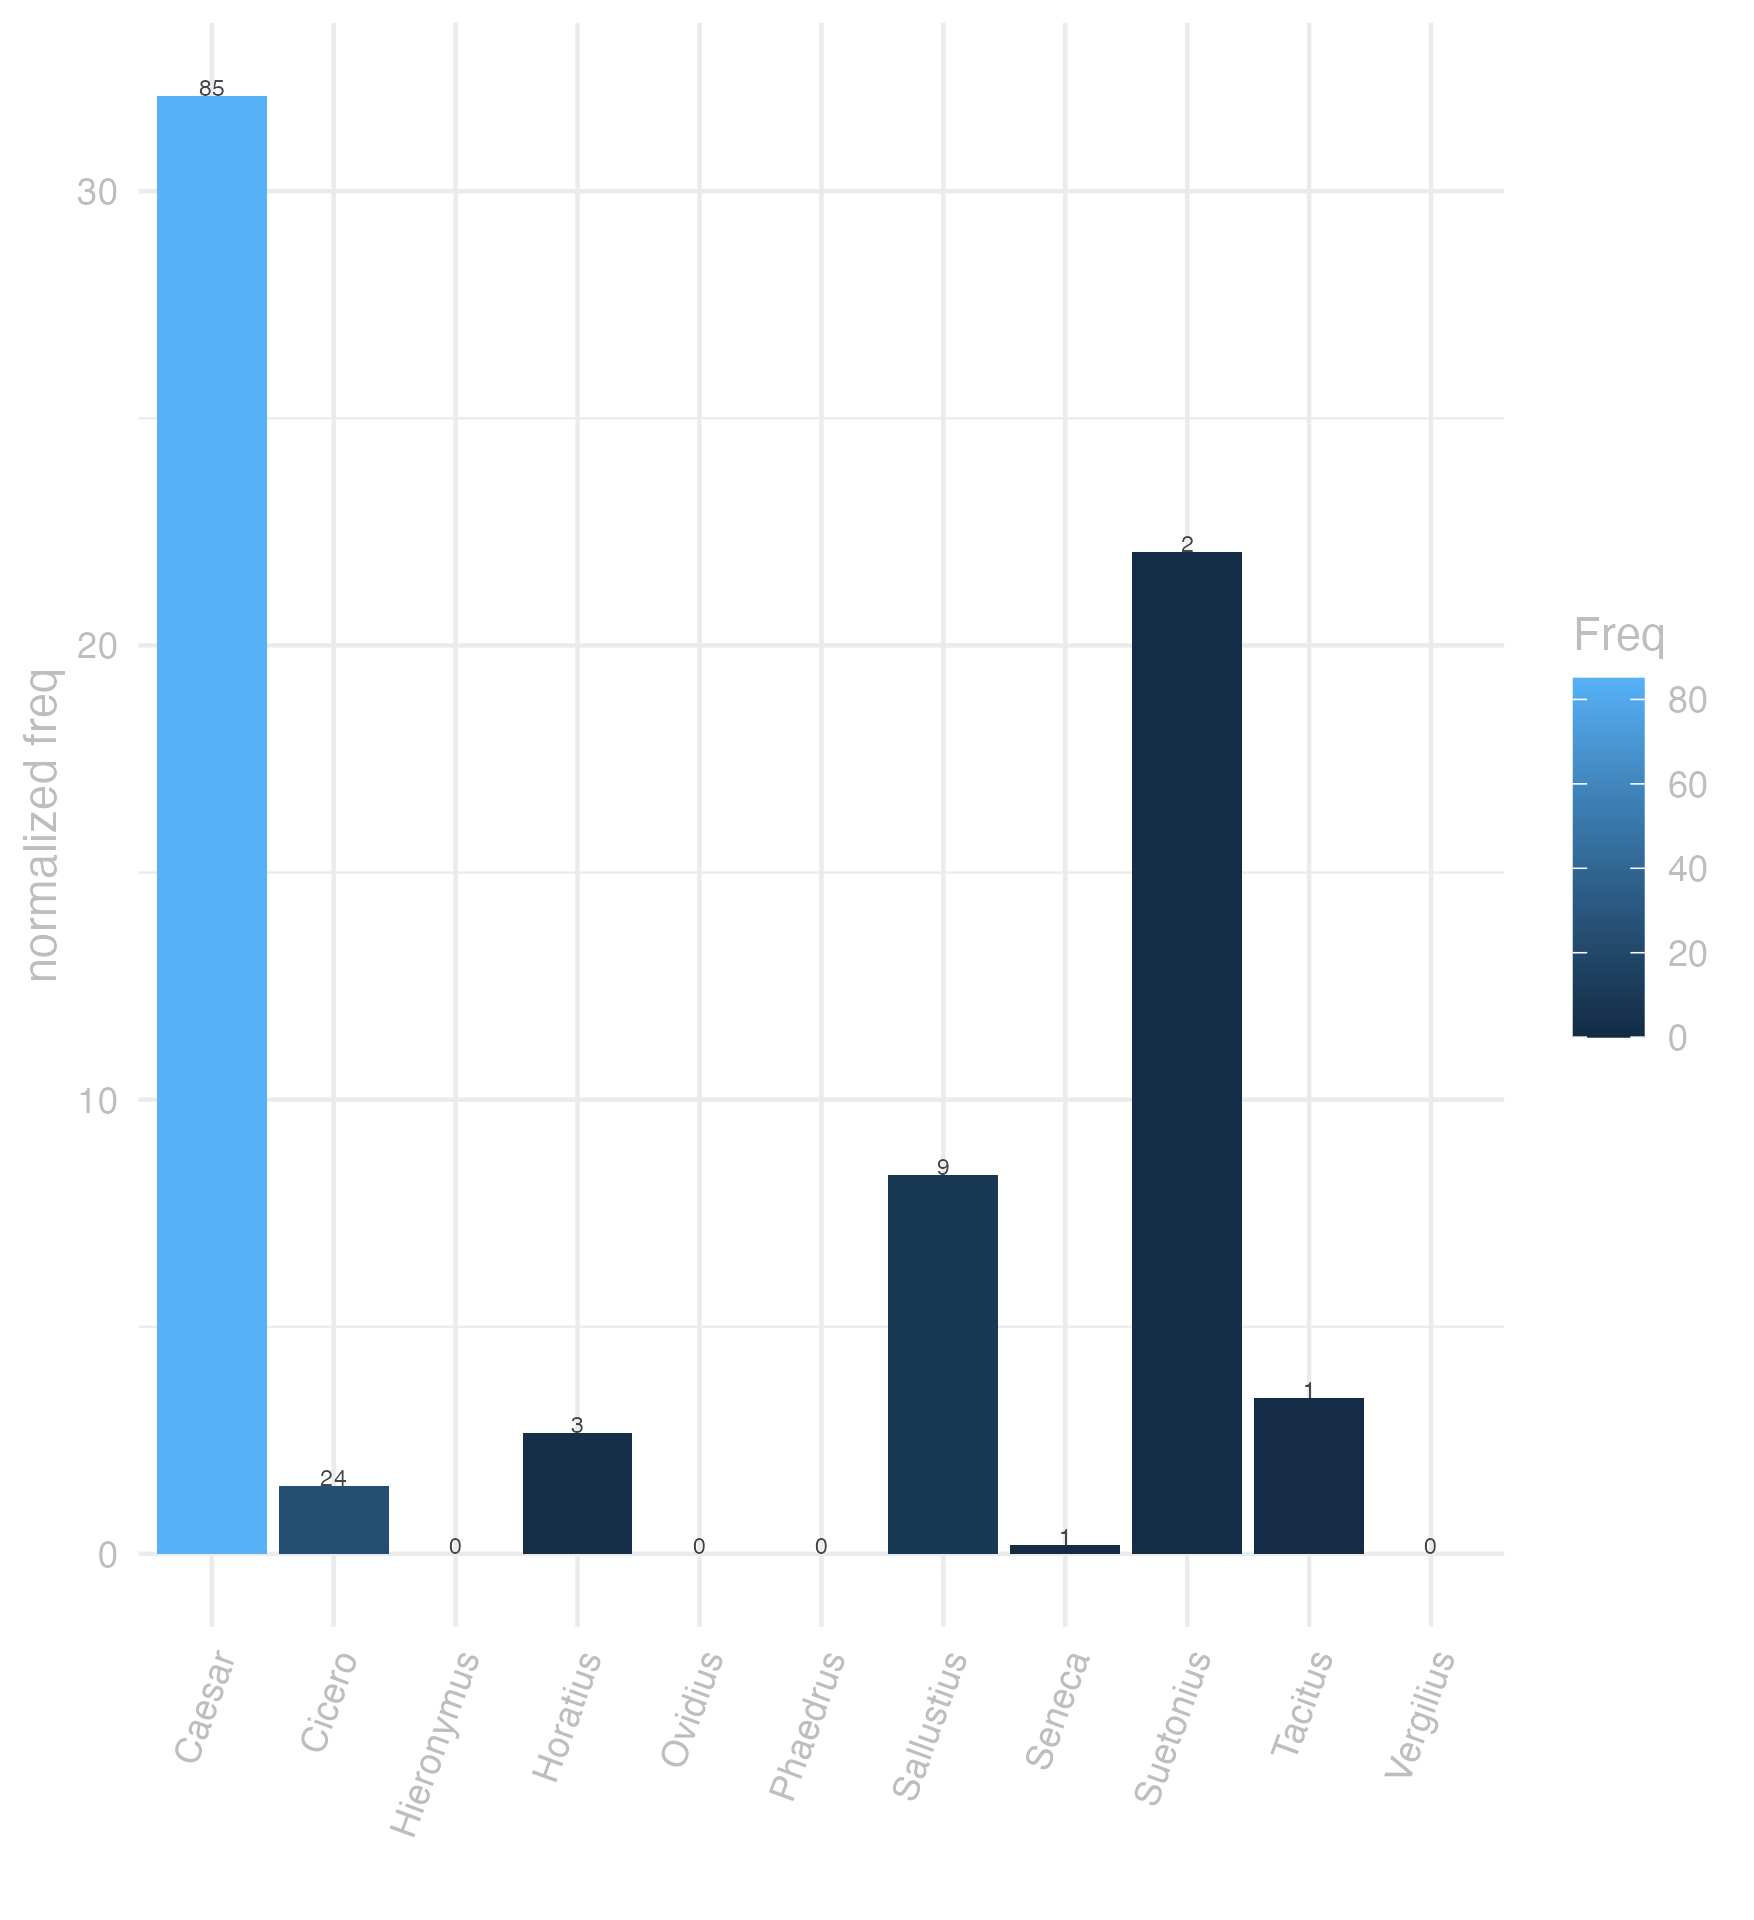 85
30
2
20
normalized freq
10
9
1
3
24
1
0
0
0
0
0
Caesar
Cicero
Hieronymus
Horatius
Ovidius
Phaedrus
Sallustius
Seneca
Suetonius
Tacitus
Vergilius
Freq
80
60
40
20
0